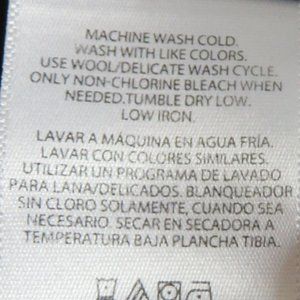 MACHINE WASH COLD.
WASH WITH LIKE COLORS.
USE WOOL/DELICATE WASH CYCLE.
ONLY NON-CHLORINE BLEACH WHEN
NEEDED.TUMBLE DRY LOW.
LOW IRON.
LAVAR A MÁQUINA EN AGUA FRÍA.
LAVAR CON COLORES SIMILARES.
UTILIZAR UN PROGRAMA DE LAVADO
PARA LANA/DELICADOS. BLANQUEADOR
SIN CLORO SOLAMENTE, CUANDO SEA
NECESARIO. SECAR EN SECADORA A
TEMPERATURA BAJA PLANCHA TIBIA.